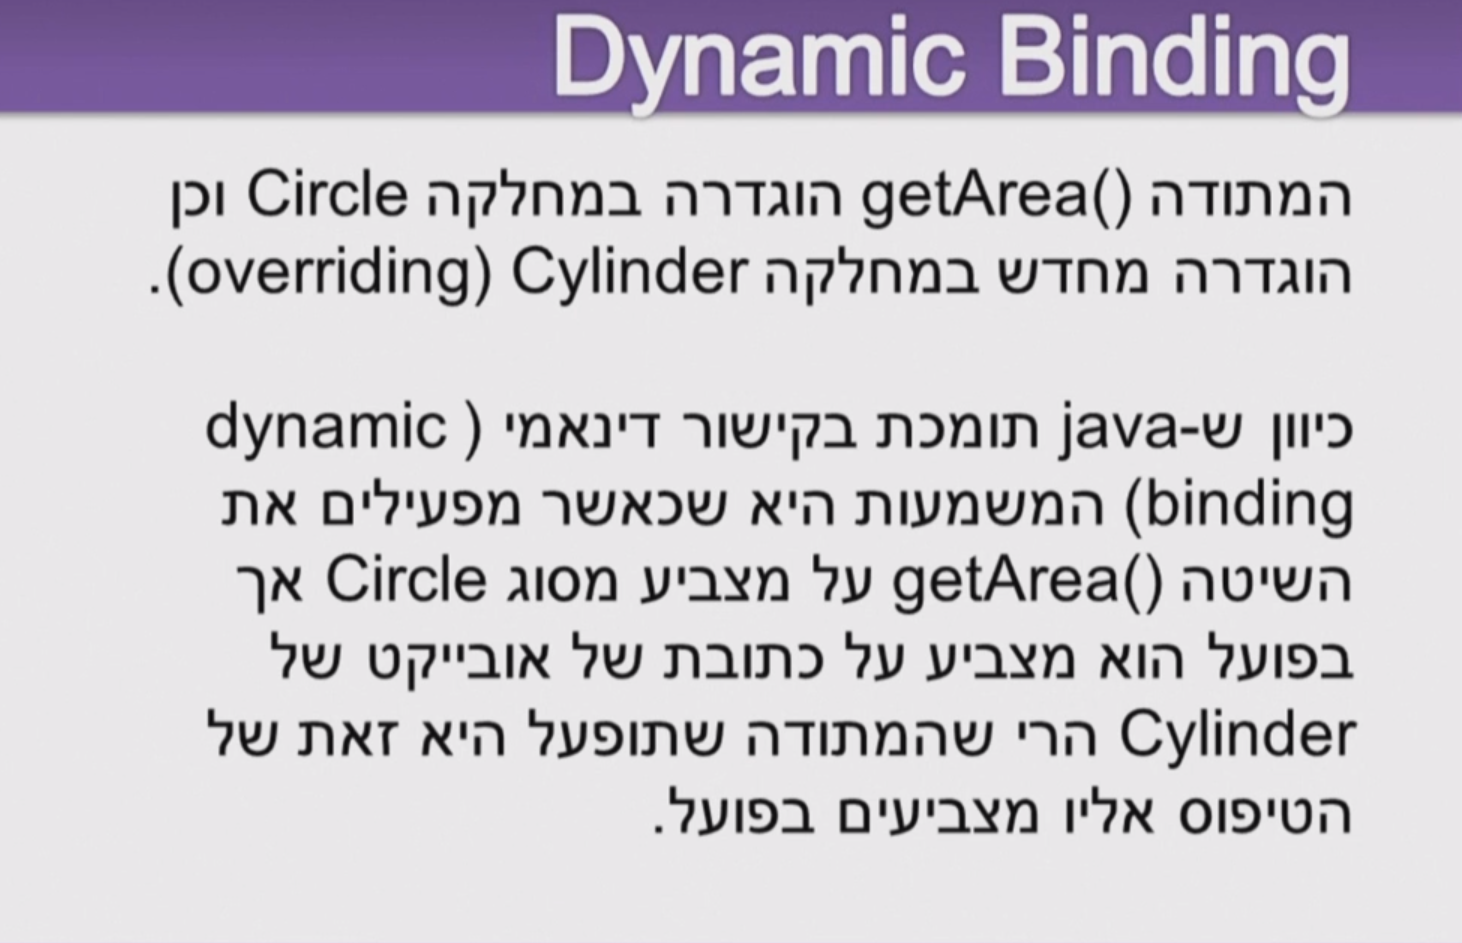 Dynamic Binding
המתודה getArea() הוגדרה במחלקה Circle וכן
הוגדרה מחדש במחלקה Cylinder (overriding).
כיוון ש-java תומכת בקישור דינאמי (dynamic
binding) המשמעות היא שכאשר מפעילים את
השיטה getArea() על מצביע מסוג Circle אך
בפועל הוא מצביע על כתובת של אובייקט של
Cylinder הרי שהמתודה שתופעל היא זאת של
הטיפוס אליו מצביעים בפועל.